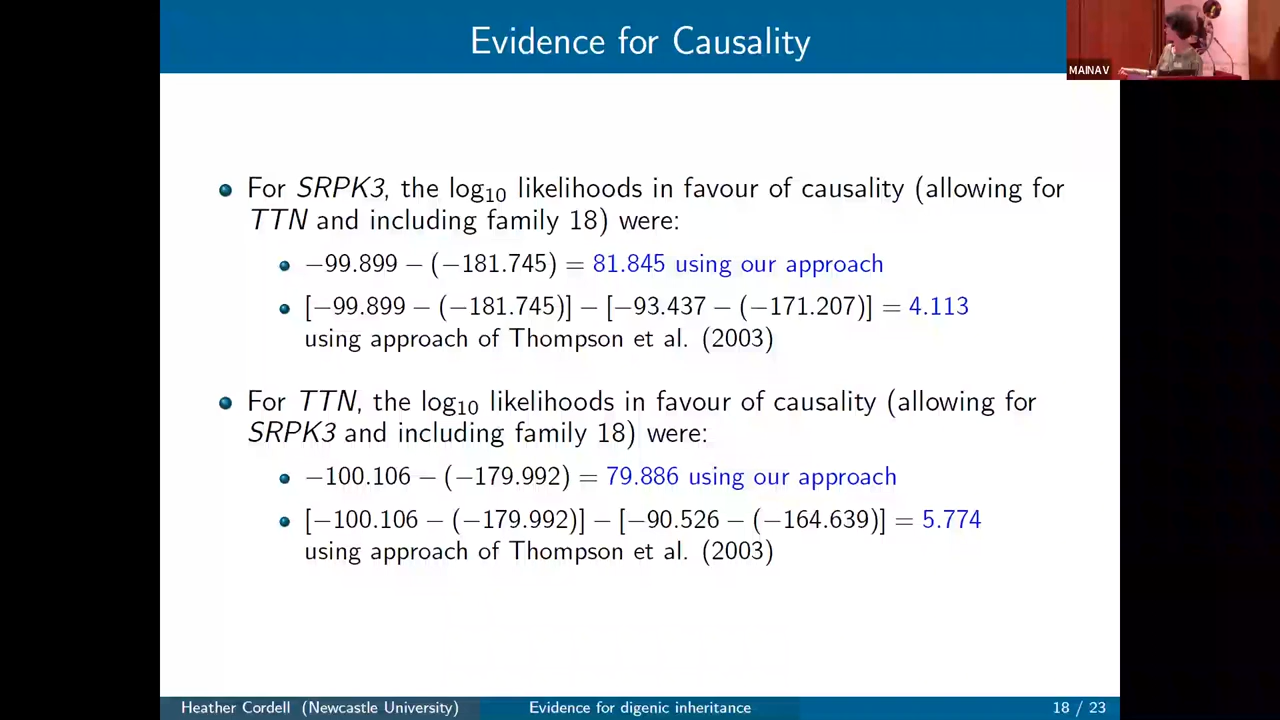 Evidence for Causality
MAINAV
For SRPK3, the log10 likelihoods in favour of causality (allowing for
TTN and including family 18) were:
−99.899 − (−181.745) = 81.845 using our approach
[−99.899 − (−181.745)] − [−93.437 − (−171.207)] = 4.113
using approach of Thompson et al. (2003)
For TTN, the log10 likelihoods in favour of causality (allowing for
SRPK3 and including family 18) were:
−100.106 − (−179.992) = 79.886 using our approach
[−100.106 − (−179.992)] − [−90.526 − (−164.639)] = 5.774
using approach of Thompson et al. (2003)
Heather Cordell (Newcastle University) Evidence for digenic inheritance 18 / 23